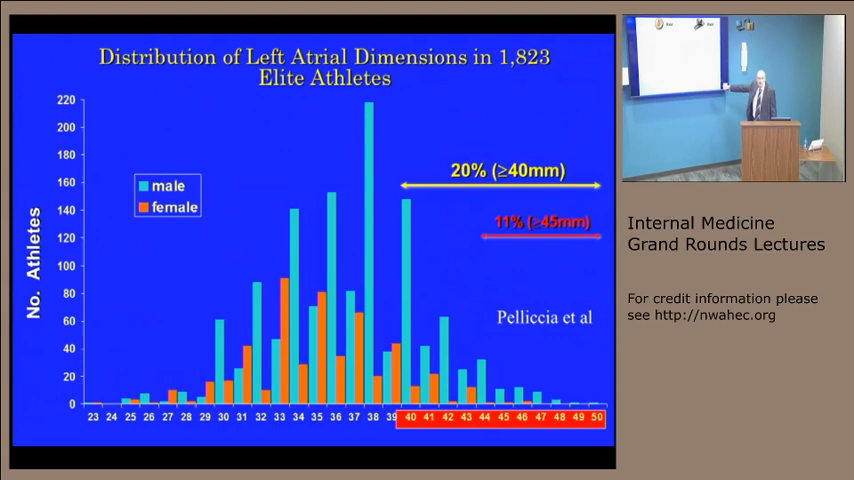 Distribution of Left Atrial Dimensions in 1,823
Elite Athletes
220
200
180
160
140
120
100
80
60
40
20
0
No. Athletes
male
female
20% (≥40mm)
11% (≥45mm)
Pelliccia et al
23 24 25 26 27 28 29 30 31 32 33 34 35 36 37 38 39 40 41 42 43 44 45 46 47 48 49 50
Internal Medicine
Grand Rounds Lectures
For credit information please
see http://nwahec.org